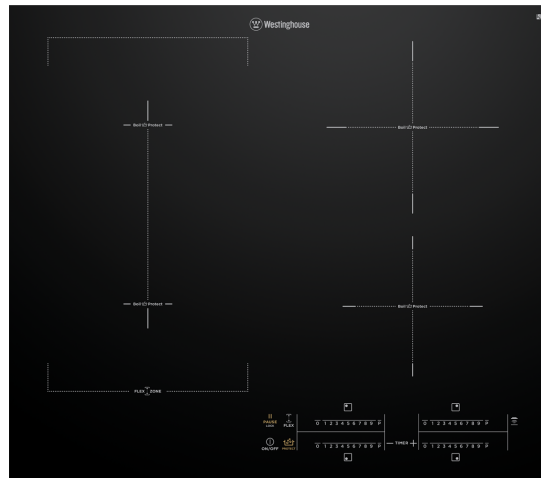 Westinghouse
Boil Protect
Boil Protect
Boil Protect
Boil Protect
FLEX ZONE
PAUSE
LOCK
FLEX
0 1 2 3 4 5 6 7 8 9 P
0 1 2 3 4 5 6 7 8 9 P
ON/OFF
PROTECT
0 1 2 3 4 5 6 7 8 9 P
— TIMER +
0 1 2 3 4 5 6 7 8 9 P